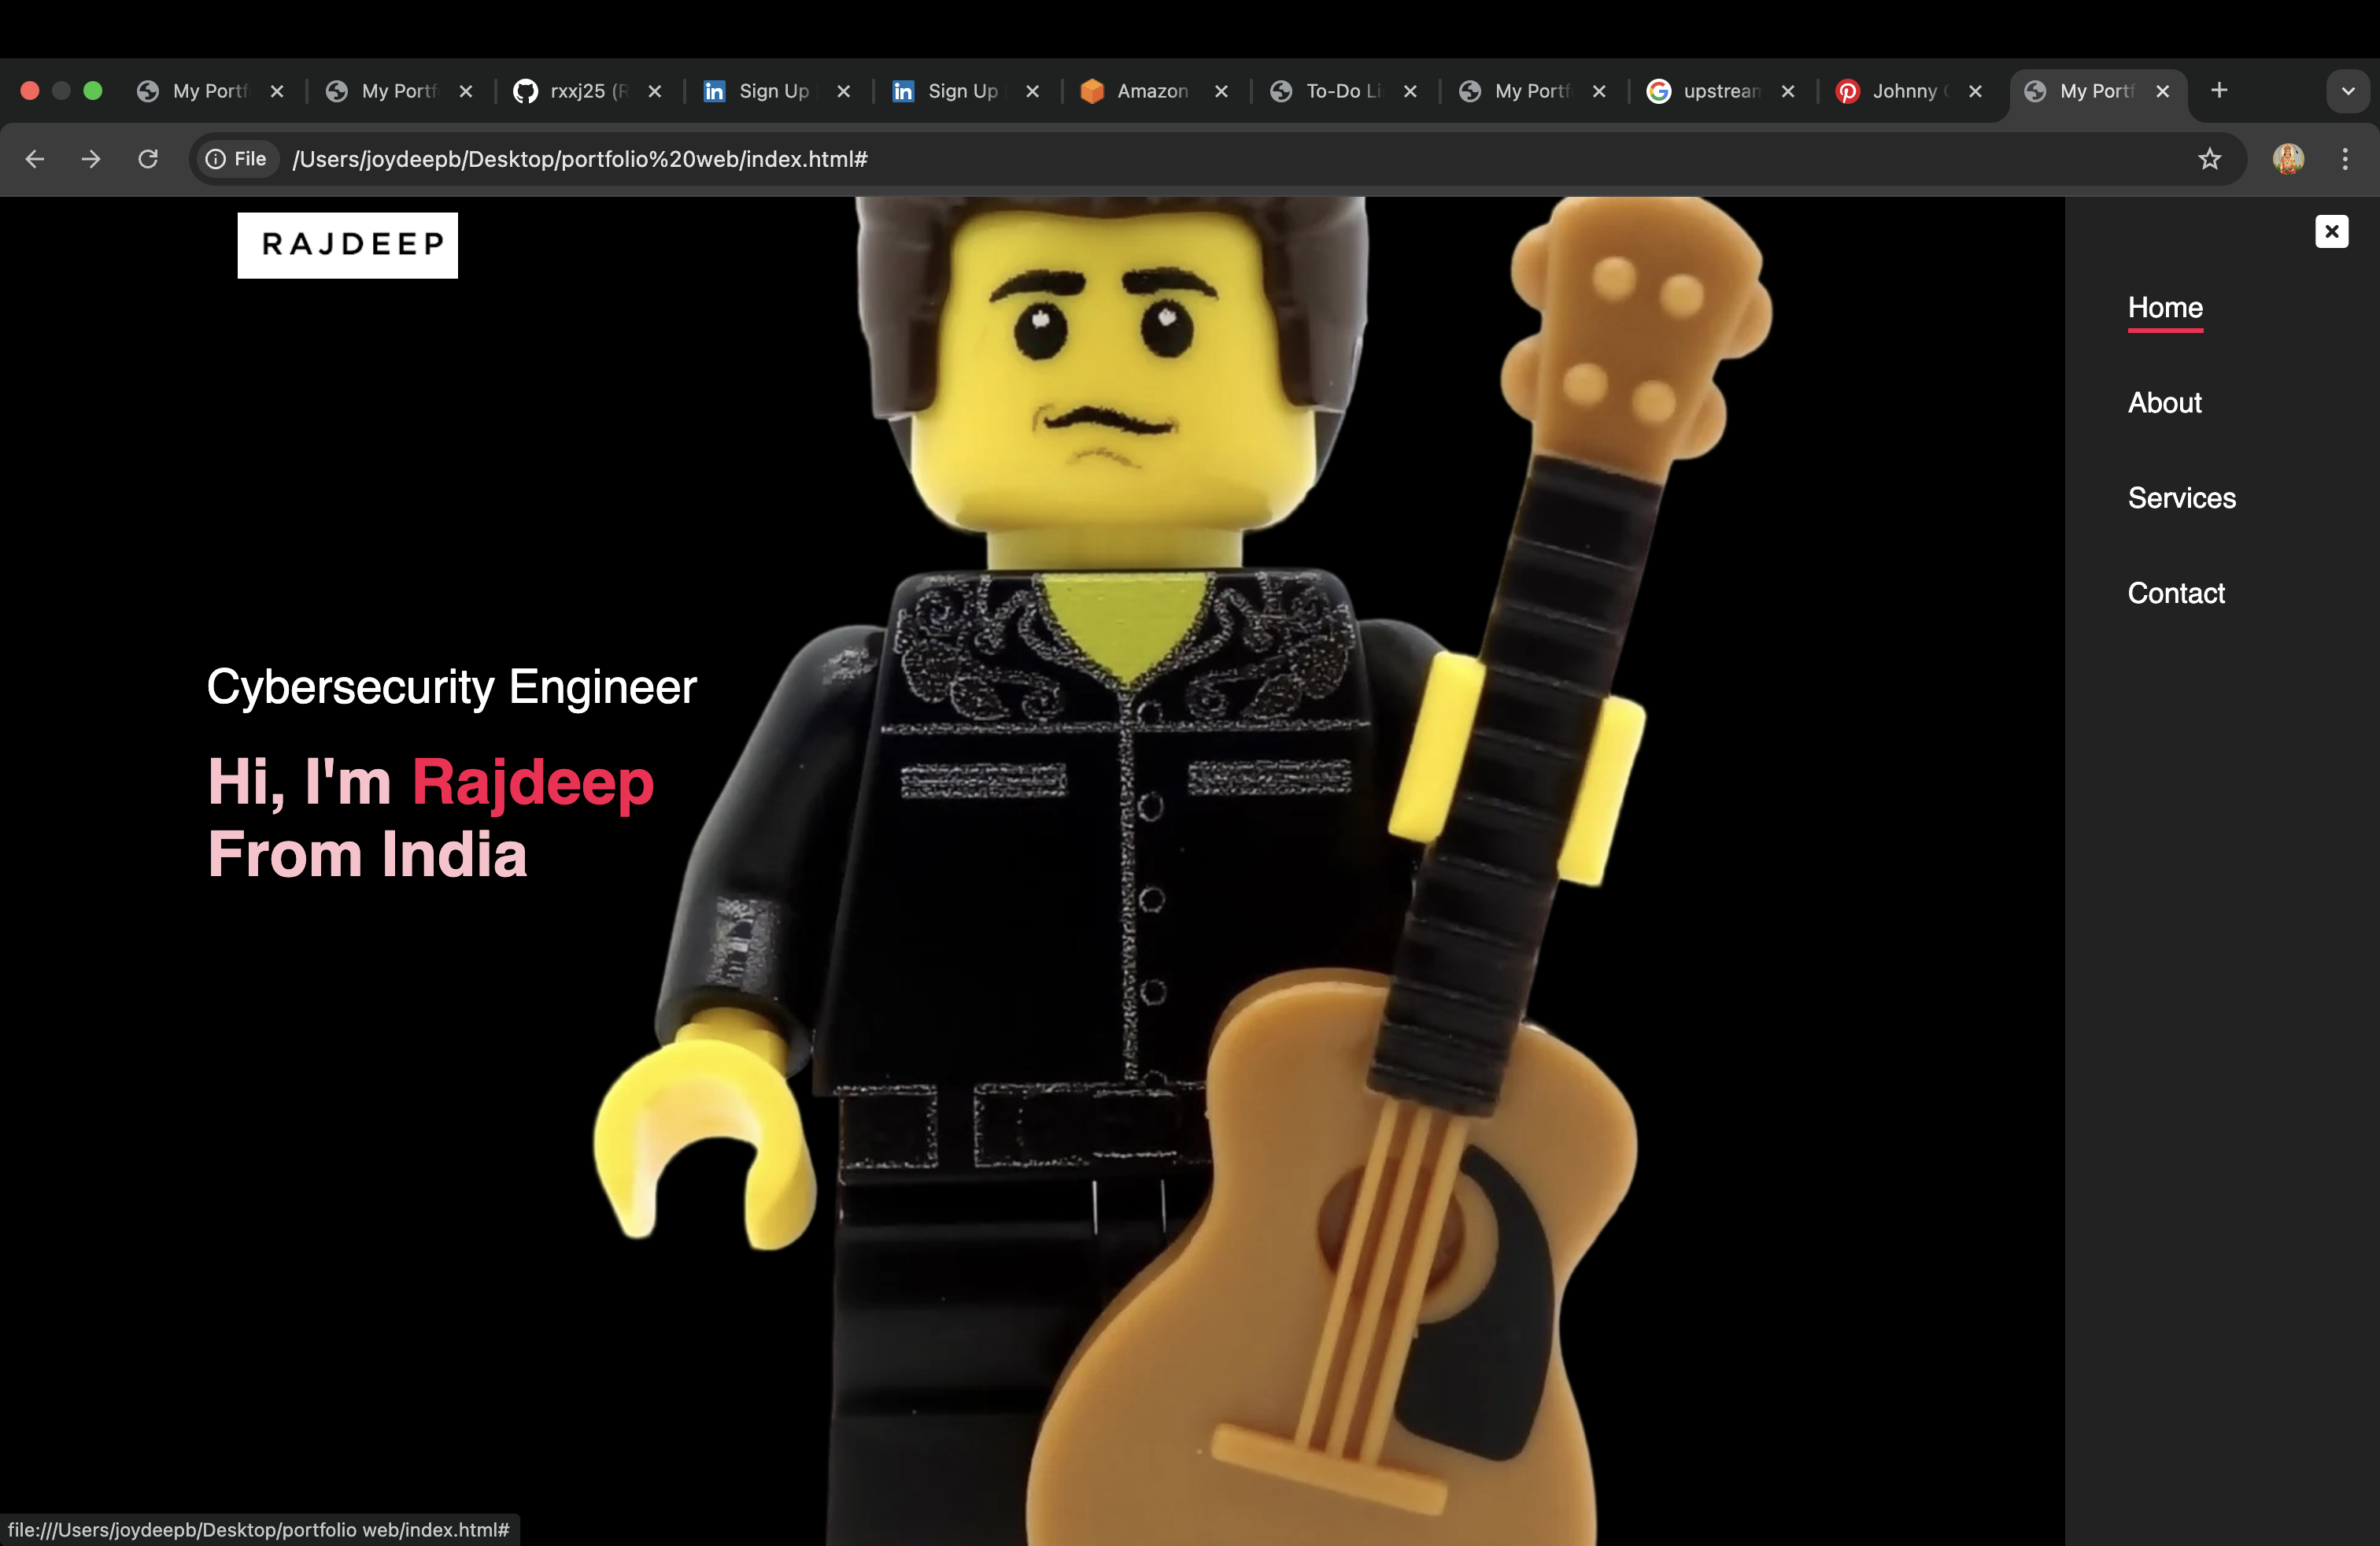 My Portf
My Portf
rxxj25 (R
Sign Up
Sign Up
Amazon
To-Do Li
My Portf
upstream
Johnny
My Portf
File
/Users/joydeepb/Desktop/portfolio%20web/index.html#
RAJDEEP
Home
About
Services
Contact
Cybersecurity Engineer
Hi, I'm Rajdeep
From India
file:///Users/joydeepb/Desktop/portfolio web/index.html#